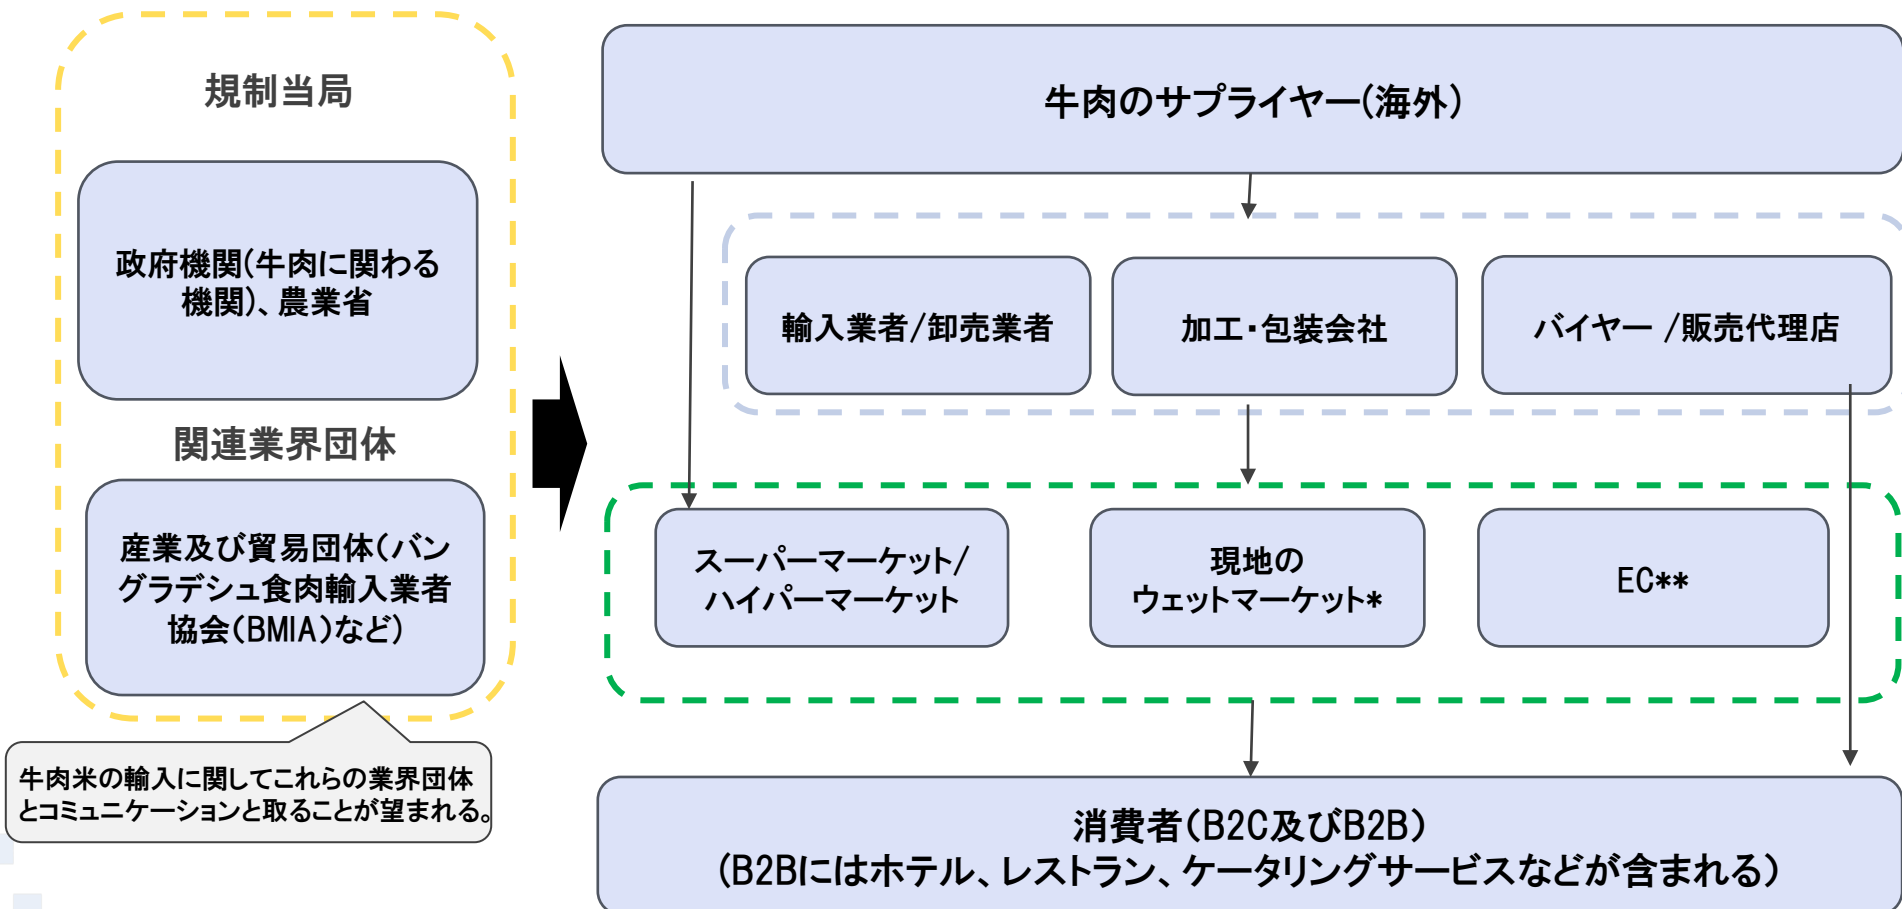 規制当局
政府機関(牛肉に関わる
機関)、農業省
関連業界団体
産業及び貿易団体(バン
グラデシュ食肉輸入業者
協会(BMIA)など)
牛肉米の輸入に関してこれらの業界団体
とコミュニケーションと取ることが望まれる。
牛肉のサプライヤー(海外)
輸入業者/卸売業者
加工・包装会社
バイヤー /販売代理店
スーパーマーケット/
ハイパーマーケット
現地の
ウェットマーケット*
EC**
消費者(B2C及びB2B)
(B2Bにはホテル、レストラン、ケータリングサービスなどが含まれる)